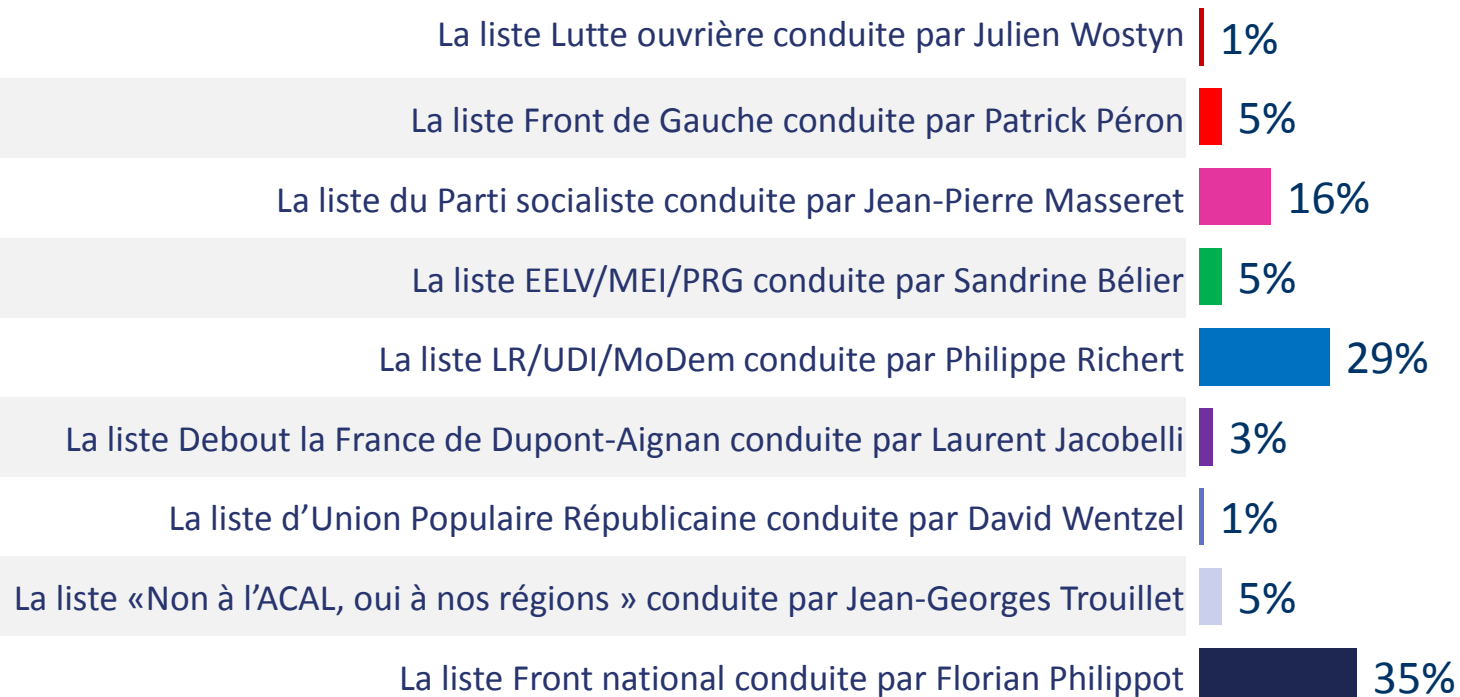 La liste Lutte ouvrière conduite par Julien Wostyn 1%
La liste Front de Gauche conduite par Patrick Péron 5%
La liste du Parti socialiste conduite par Jean-Pierre Masseret 16%
La liste EELV/MEI/PRG conduite par Sandrine Bélier 5%
La liste LR/UDI/MoDem conduite par Philippe Richert 29%
La liste Debout la France de Dupont-Aignan conduite par Laurent Jacobelli 3%
La liste d’Union Populaire Républicaine conduite par David Wentzel 1%
La liste «Non à l’ACAL, oui à nos régions » conduite par Jean-Georges Trouillet 5%
La liste Front national conduite par Florian Philippot 35%